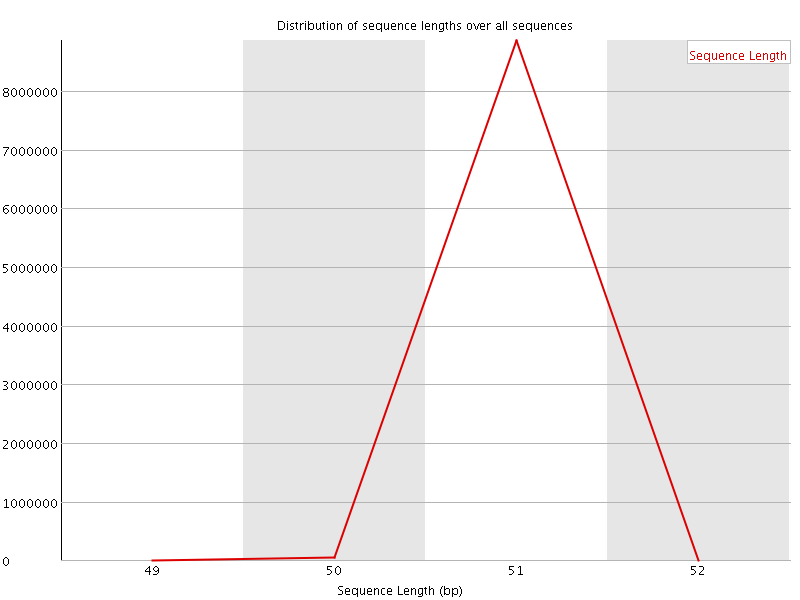 Distribution of sequence lengths over all sequences
Sequence Length
8000000
7000000
6000000
5000000
4000000
3000000
2000000
1000000
0
49 50 51 52
Sequence Length (bp)